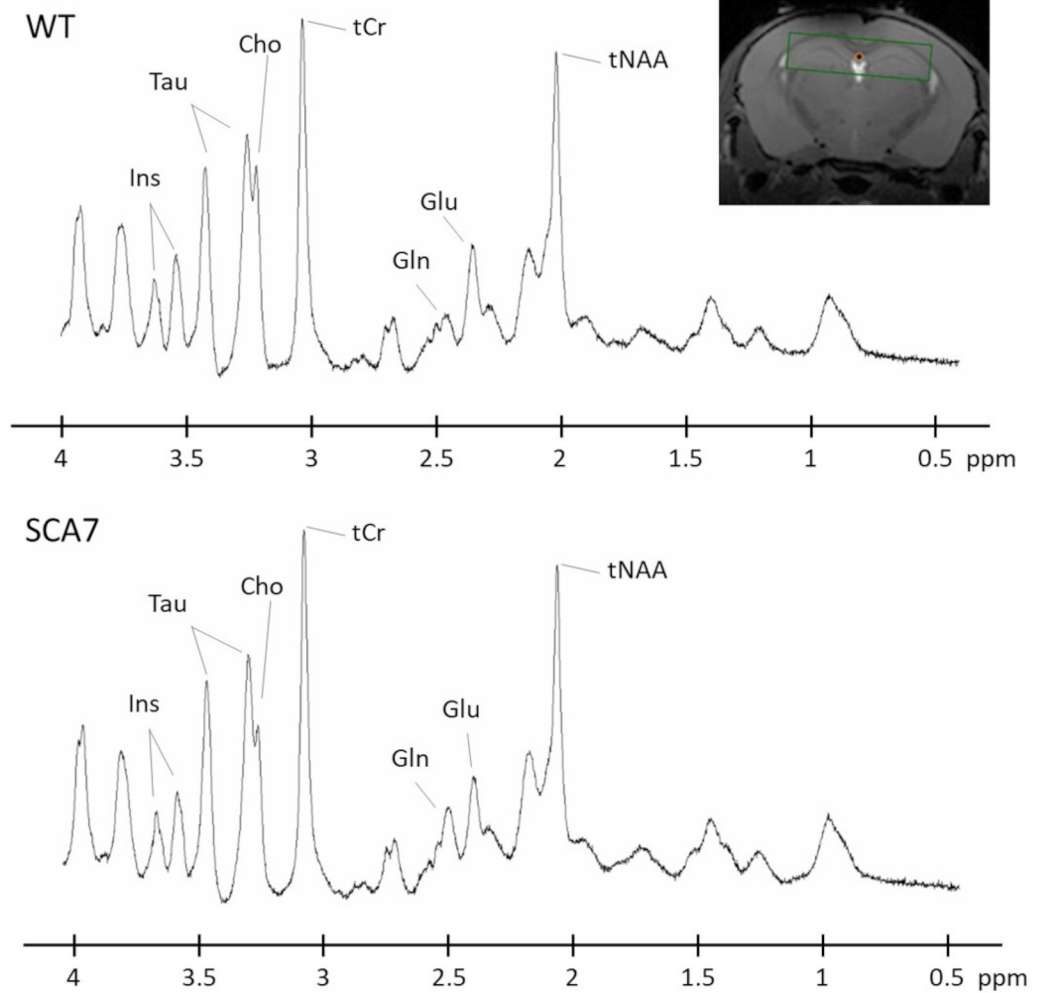 WT
tCr
Cho
tNAA
Tau
Ins
Glu
Gln
4 3.5 3 2.5 2 1.5 1 0.5 ppm
SCA7
tCr
tNAA
Cho
Tau
Ins
Glu
Gln
4 3.5 3 2.5 2 1.5 1 0.5 ppm